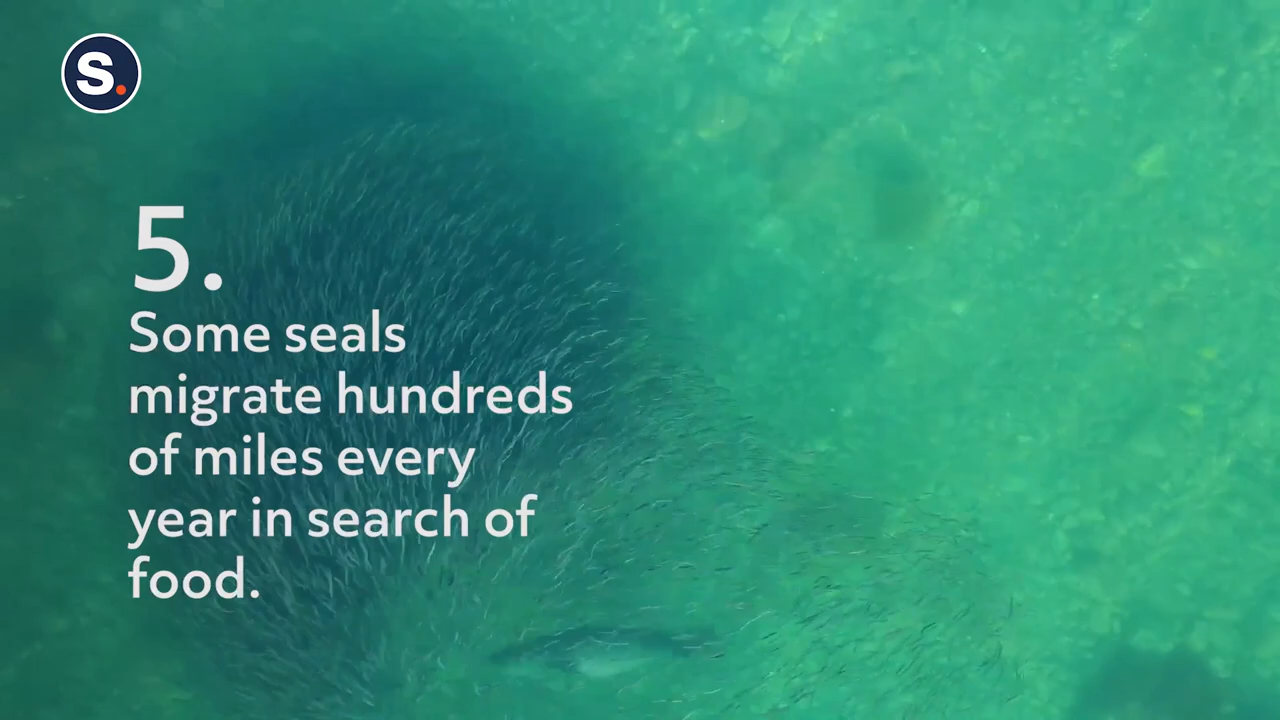 S.
5.
Some seals
migrate hundreds
of miles every
year in search of
food.